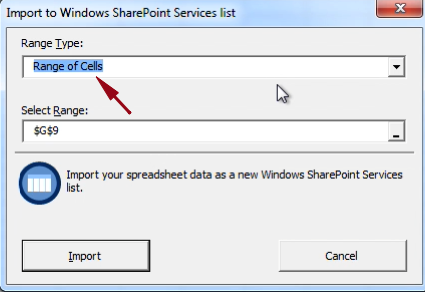 Import to Windows SharePoint Services list
Range Type:
Range of Cells
Select Range:
$G$9
Import your spreadsheet data as a new Windows SharePoint Services
list.
Import
Cancel